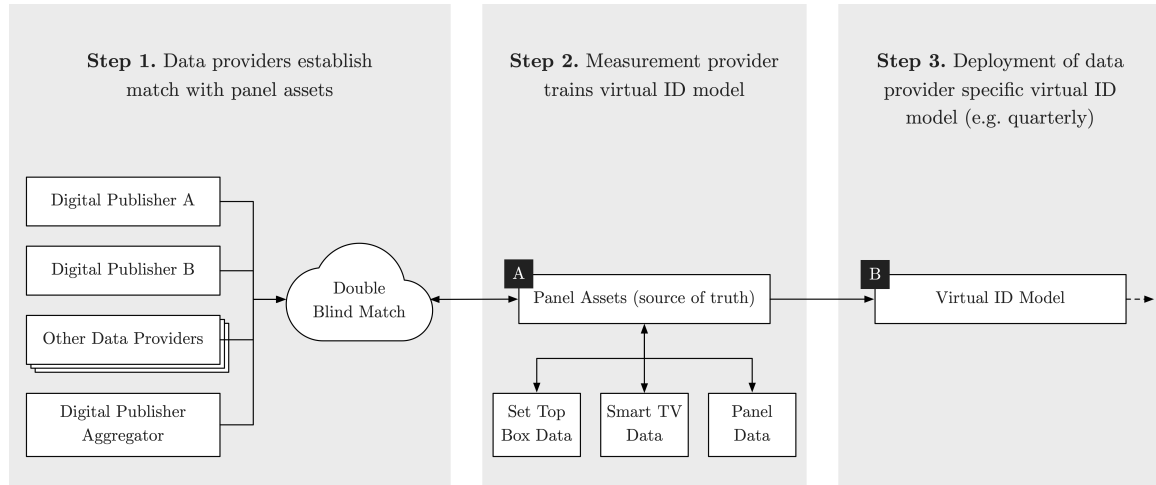 Step 1. Data providers establish
match with panel assets
Digital Publisher A
Digital Publisher B
Other Data Providers
Digital Publisher
Aggregator
Double
Blind Match
Step 2. Measurement provider
trains virtual ID model
A
Panel Assets (source of truth)
Set Top
Box Data
Smart TV
Data
Panel
Data
Step 3. Deployment of data
provider specific virtual ID
model (e.g. quarterly)
B
Virtual ID Model